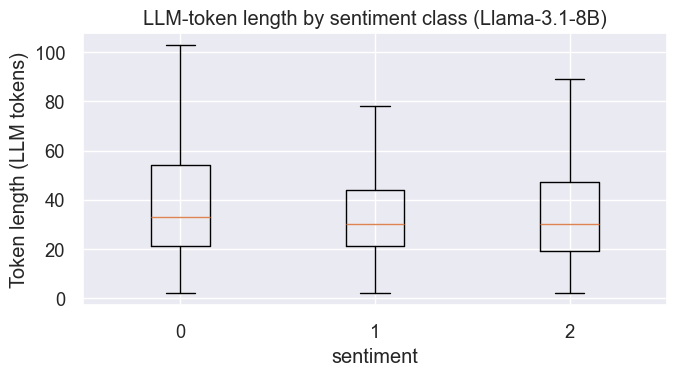 LLM-token length by sentiment class (Llama-3.1-8B)
Token length (LLM tokens)
100
80
60
40
20
0
0 1 2
sentiment